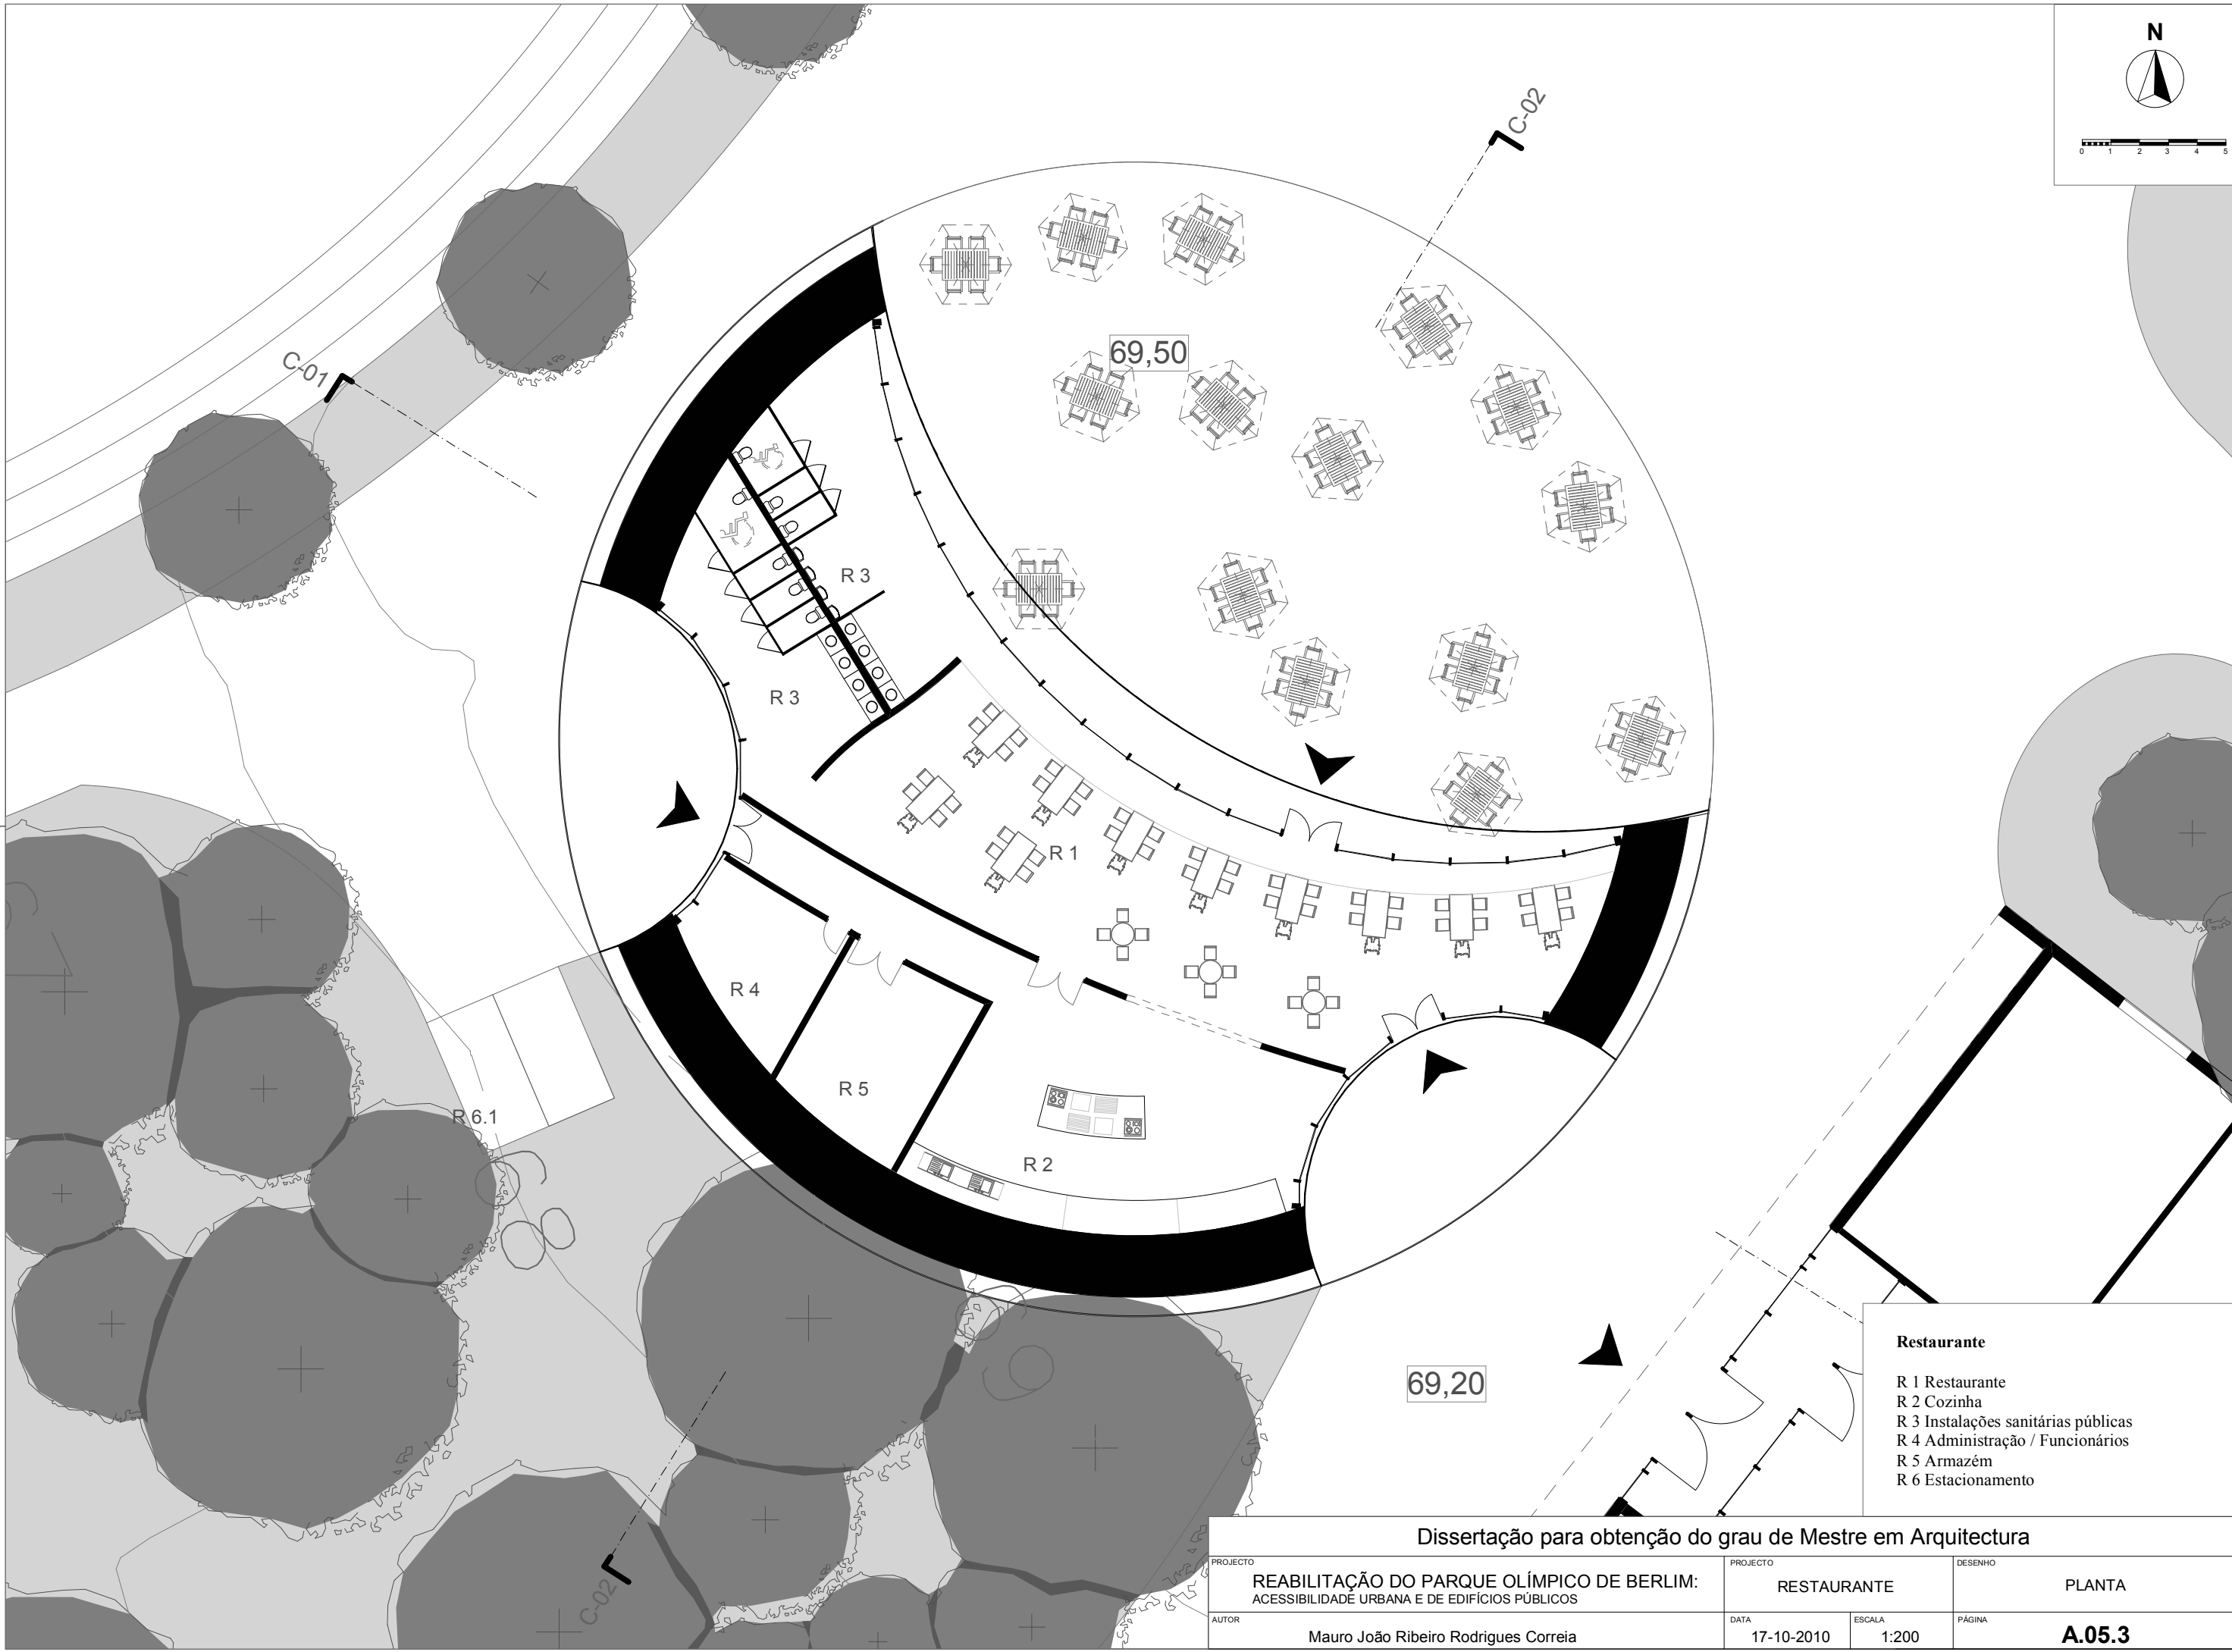 N
0 1 2 3 4 5
C-02
C-01
69,50
R 3
R 3
R 1
R 4
R 5
R 2
R 6.1
69,20
C-02
Restaurante
R 1 Restaurante
R 2 Cozinha
R 3 Instalações sanitárias públicas
R 4 Administração / Funcionários
R 5 Armazém
R 6 Estacionamento
Dissertação para obtenção do grau de Mestre em Arquitectura
PROJECTO
REABILITAÇÃO DO PARQUE OLÍMPICO DE BERLIM:
ACESSIBILIDADE URBANA E DE EDIFÍCIOS PÚBLICOS
PROJECTO
RESTAURANTE
DESENHO
PLANTA
AUTOR
Mauro João Ribeiro Rodrigues Correia
DATA
17-10-2010
ESCALA
1:200
PÁGINA
A.05.3